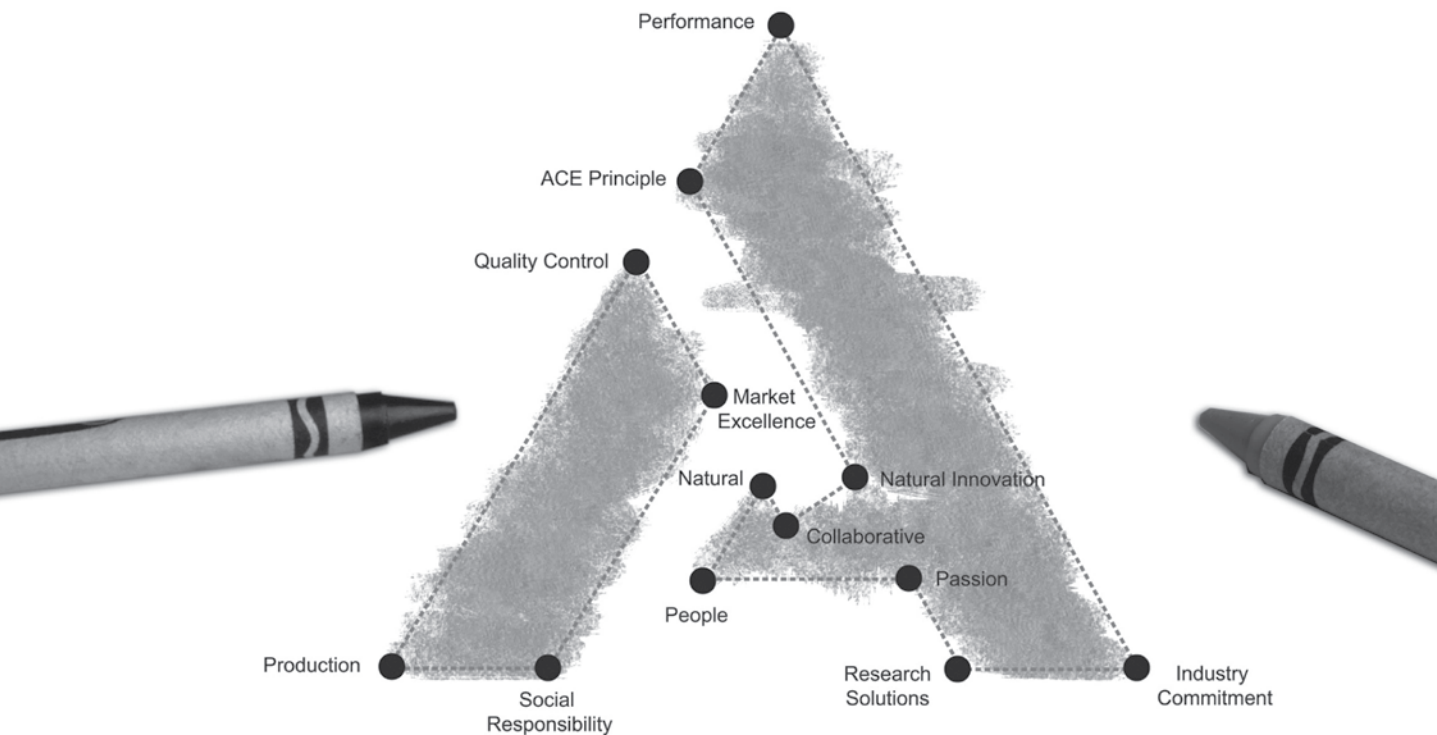 Performance
ACE Principle
Quality Control
Market
Excellence
Natural
Natural Innovation
Collaborative
Passion
People
Production
Social
Responsibility
Research
Solutions
Industry
Commitment